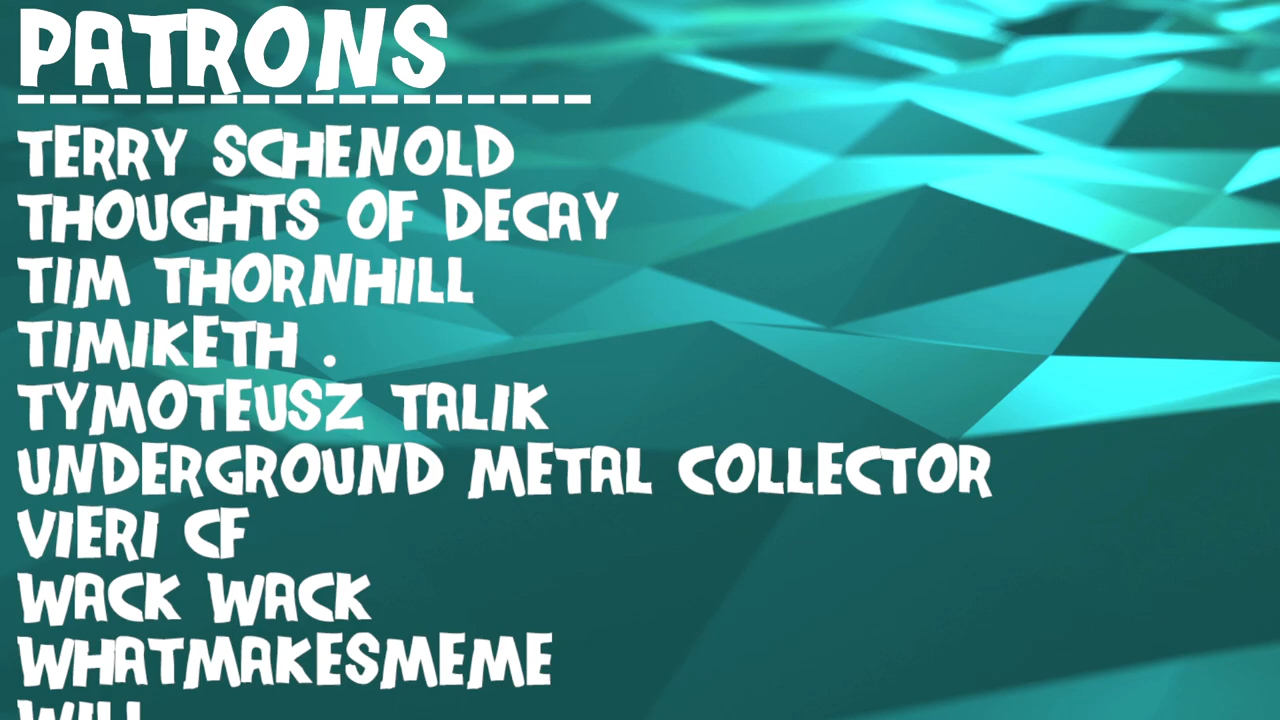 PATRONS
------------------
TERRY SCHENOLD
THOUGHTS OF DECAY
TIM THORNHILL
TIMIKETH .
TYMOTEUSZ TALIK
UNDERGROUND METAL COLLECTOR
VIERI CF
WACK WACK
WHATMAKESMEME
WILL